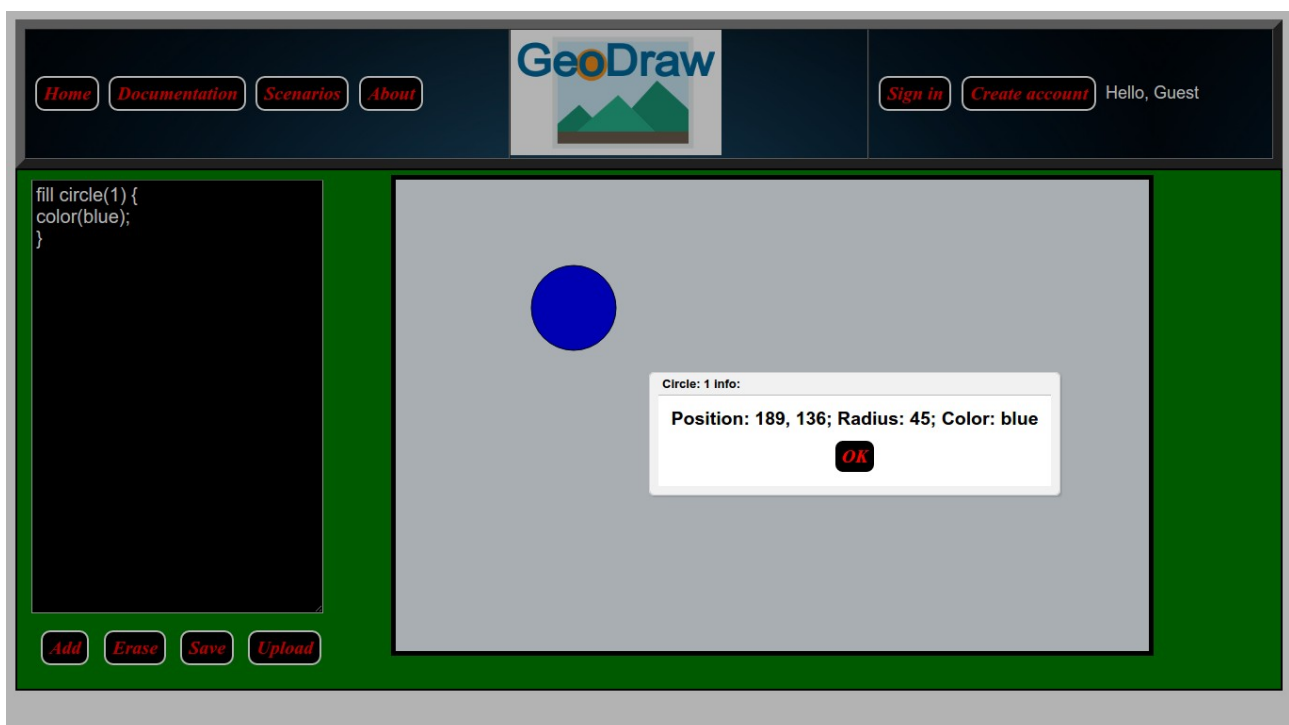 Home Documentation Scenarios About
GeoDraw
Sign in Create account Hello, Guest
fill circle(1) {
color(blue);
}
Circle: 1 info:
Position: 189, 136; Radius: 45; Color: blue
OK
Add Erase Save Upload